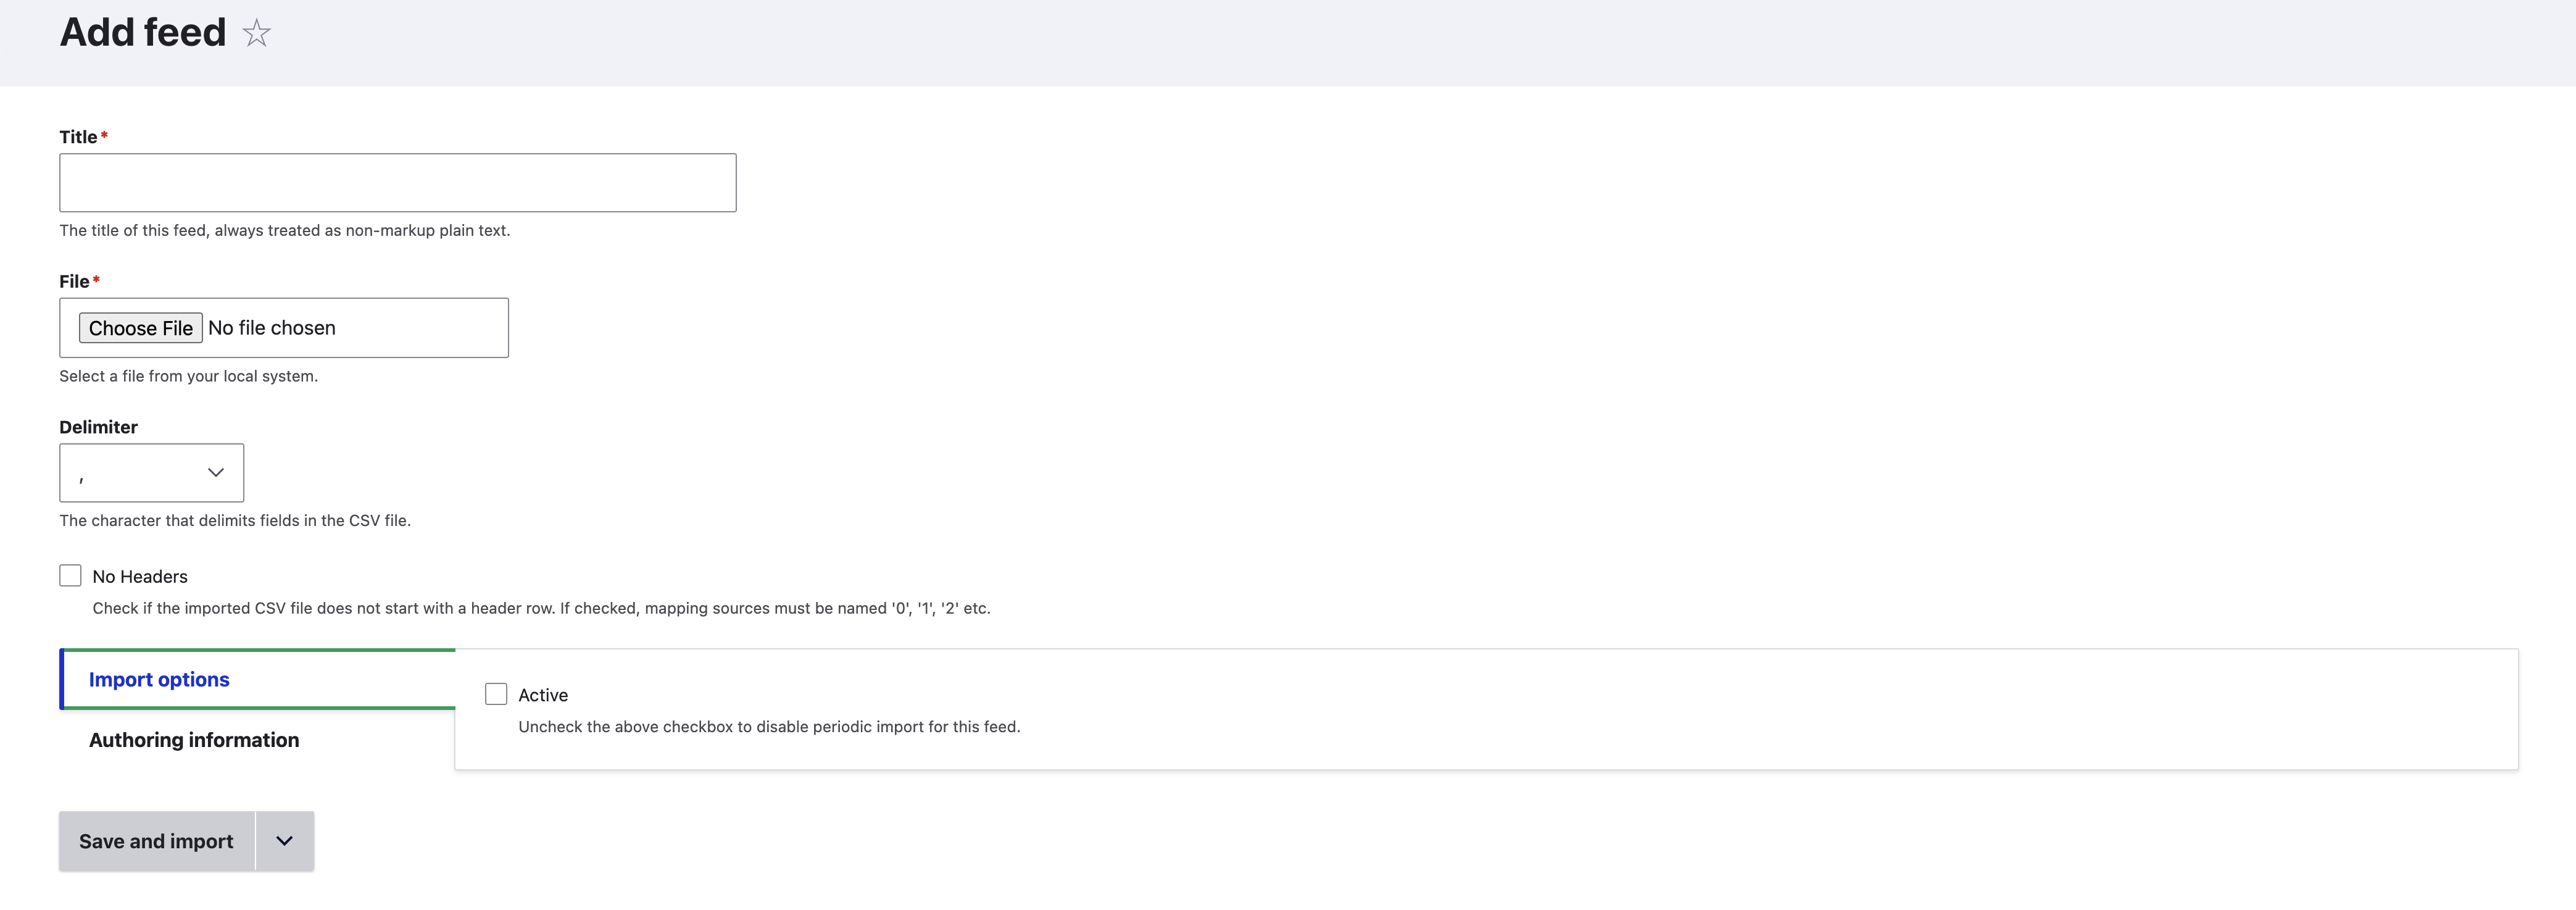 Add feed
Title*
The title of this feed, always treated as non-markup plain text.
File*
Choose File No file chosen
Select a file from your local system.
Delimiter
,
The character that delimits fields in the CSV file.
No Headers
Check if the imported CSV file does not start with a header row. If checked, mapping sources must be named '0', '1', '2' etc.
Import options
Active
Uncheck the above checkbox to disable periodic import for this feed.
Authoring information
Save and import